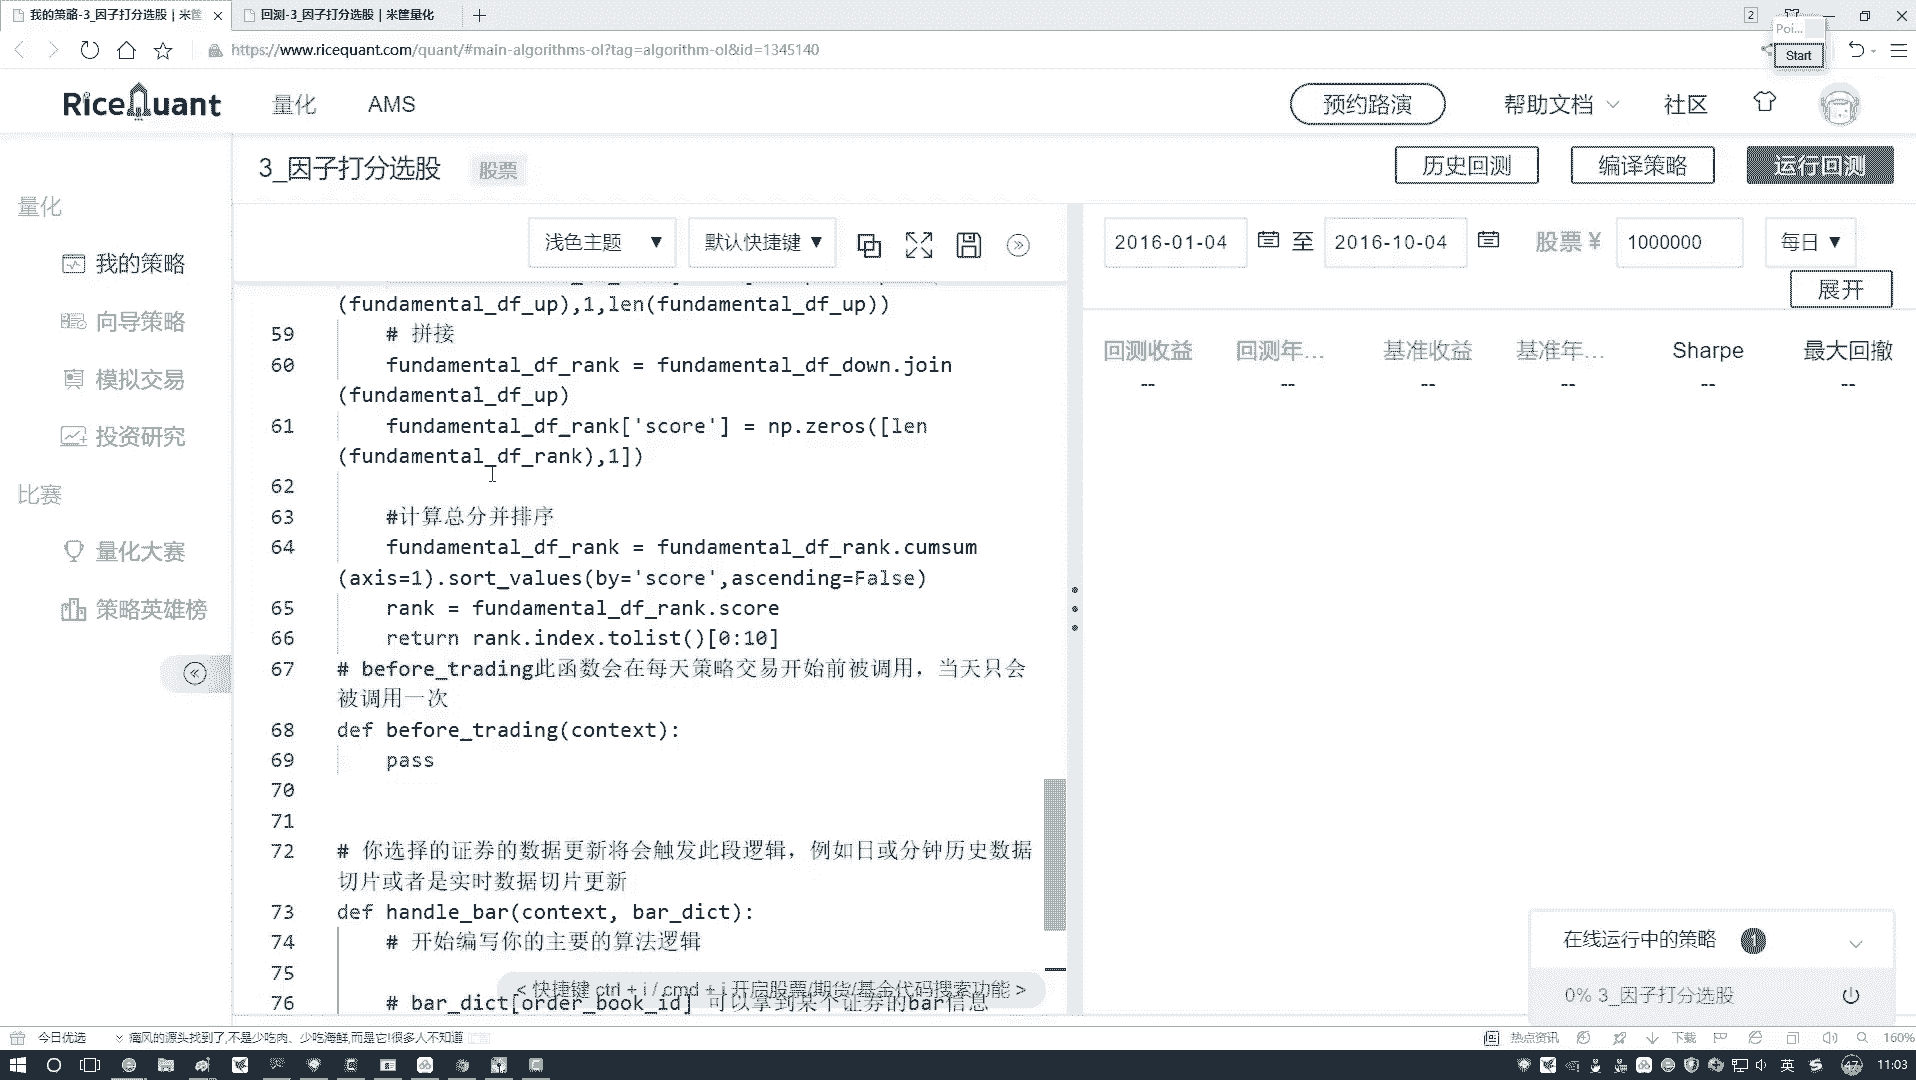 我的策略-3_因子打分选股 | 米筐
回测-3_因子打分选股 | 米筐量化
2
Poi...
Start
https://www.ricequant.com/quant/#main-algorithms-ol?tag=algorithm-ol&id=1345140
RiceQuant
量化
AMS
预约路演
帮助文档
社区
3_因子打分选股
股票
历史回测
编译策略
运行回测
量化
我的策略
向导策略
模拟交易
投资研究
比赛
量化大赛
策略英雄榜
浅色主题 ▼
默认快捷键 ▼
2016-01-04
至
2016-10-04
股票 ¥
1000000
每日 ▼
展开
回测收益
回测年...
基准收益
基准年...
Sharpe
最大回撤
-- -- -- -- -- --
(fundamental_df_up),1,len(fundamental_df_up))
59 # 拼接
60 fundamental_df_rank = fundamental_df_down.join
(fundamental_df_up)
61 fundamental_df_rank['score'] = np.zeros([len
(fundamental_df_rank),1])
62
63 #计算总分并排序
64 fundamental_df_rank = fundamental_df_rank.cumsum
(axis=1).sort_values(by='score',ascending=False)
65 rank = fundamental_df_rank.score
66 return rank.index.tolist()[0:10]
67 # before_trading此函数会在每天策略交易开始前被调用，当天只会
被调用一次
68 def before_trading(context):
69 pass
70
71
72 # 你选择的证券的数据更新将会触发此段逻辑，例如日或分钟历史数据
切片或者是实时数据切片更新
73 def handle_bar(context, bar_dict):
74 # 开始编写你的主要的算法逻辑
75
< 快捷键 ctrl + i / cmd + i 开启股票/期货/基金代码搜索功能 >
76 # bar_dict[order_book_id] 可以拿到某个证券的bar信息
在线运行中的策略
1
0% 3_因子打分选股
今日优选
痛风的源头找到了,不是少吃肉、少吃海鲜,而是它!很多人不知道
热点资讯
下载
160%
英
47
11:03